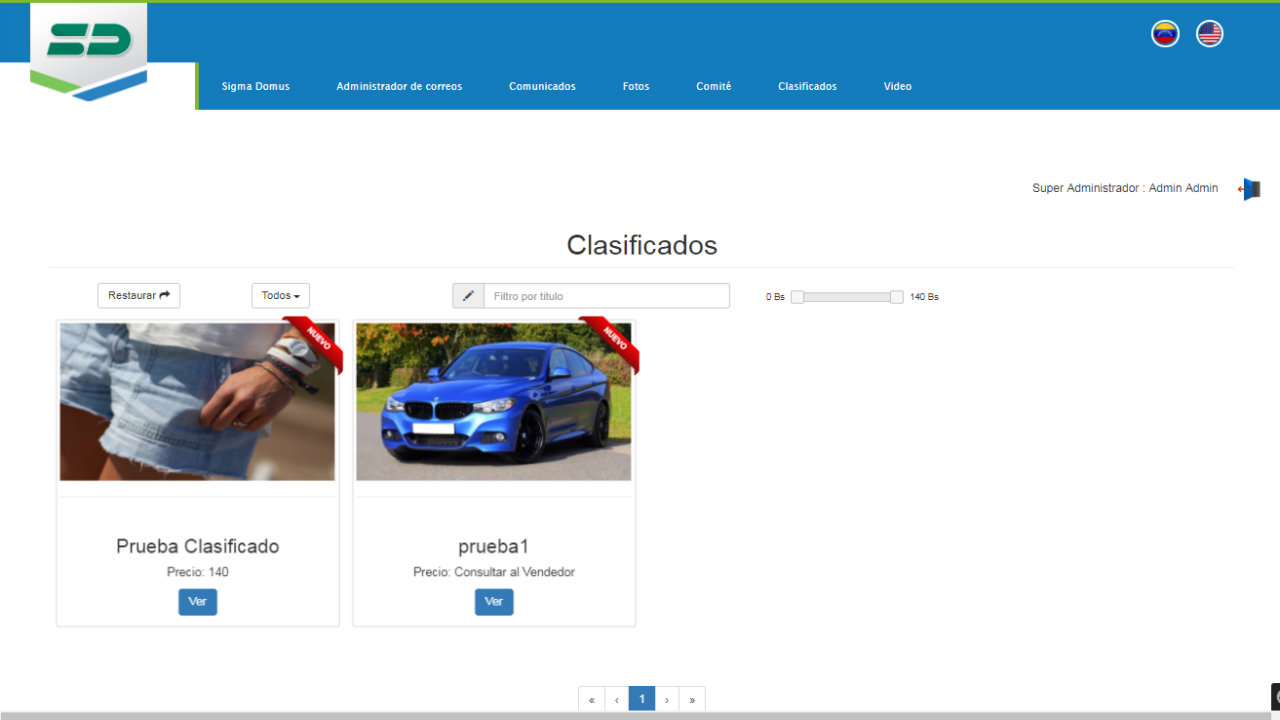 SD
Sigma Domus Administrador de correos Comunicados Fotos Comité Clasificados Video
Super Administrador : Admin Admin
Clasificados
Restaurar Todos Filtro por titulo 0 Bs 140 Bs
NUEVO NUEVO
Prueba Clasificado
Precio: 140
Ver
prueba1
Precio: Consultar al Vendedor
Ver
« ‹ 1 › »